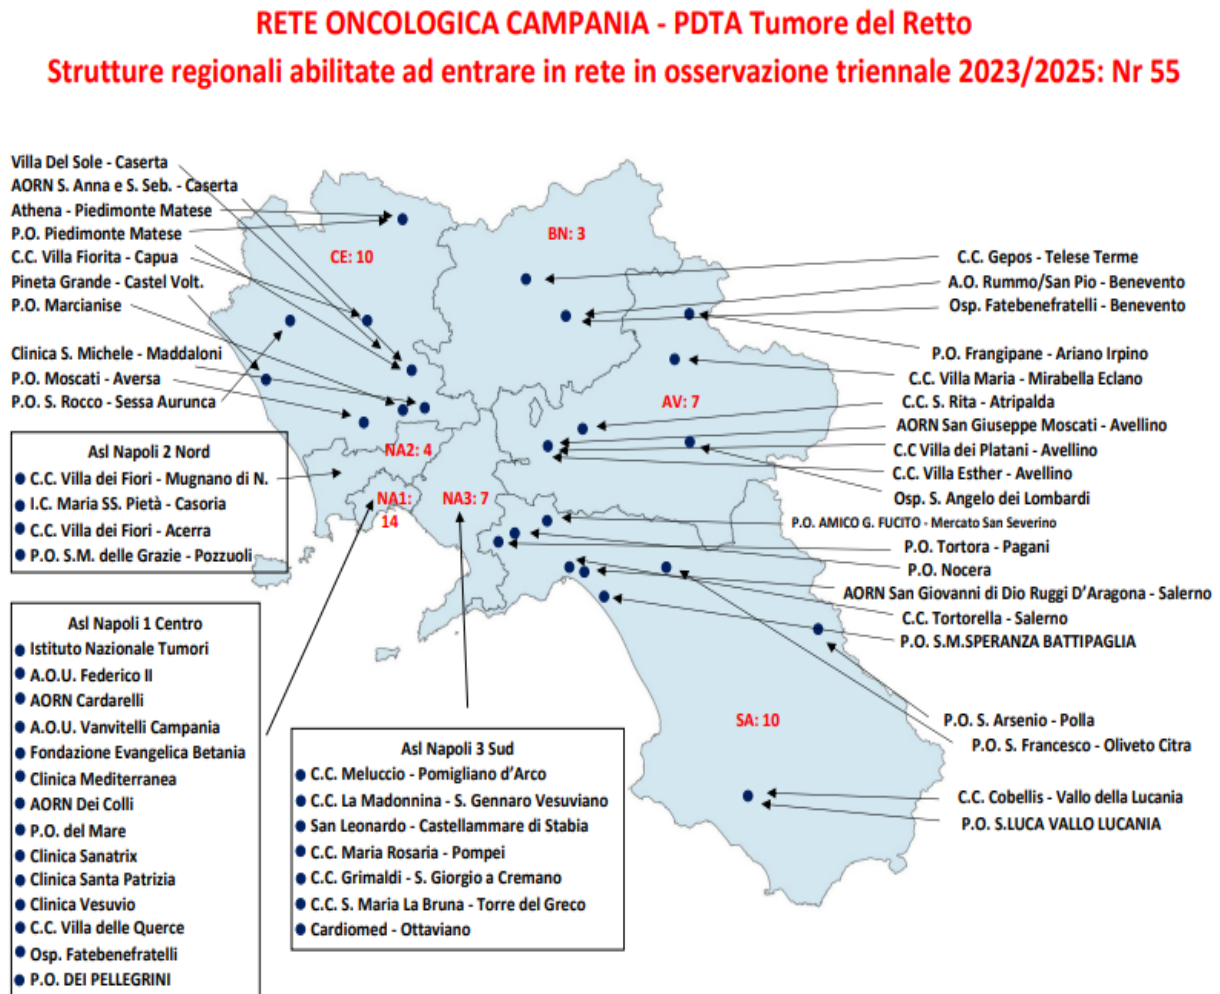 RETE ONCOLOGICA CAMPANIA - PDTA Tumore del Retto
Strutture regionali abilitate ad entrare in rete in osservazione triennale 2023/2025: Nr 55
Villa Del Sole - Caserta
AORN S. Anna e S. Seb. - Caserta
Athena - Piedimonte Matese
P.O. Piedimonte Matese
C.C. Villa Fiorita - Capua
Pineta Grande - Castel Volt.
P.O. Marcianise
Clinica S. Michele - Maddaloni
P.O. Moscati - Aversa
P.O. S. Rocco - Sessa Aurunca
CE: 10
BN: 3
AV: 7
NA2: 4
NA1:
14
NA3: 7
SA: 10
C.C. Gepos - Telese Terme
A.O. Rummo/San Pio - Benevento
Osp. Fatebenefratelli - Benevento
P.O. Frangipane - Ariano Irpino
C.C. Villa Maria - Mirabella Eclano
C.C. S. Rita - Atripalda
AORN San Giuseppe Moscati - Avellino
C.C Villa dei Platani - Avellino
C.C. Villa Esther - Avellino
Osp. S. Angelo dei Lombardi
P.O. AMICO G. FUCITO - Mercato San Severino
P.O. Tortora - Pagani
P.O. Nocera
AORN San Giovanni di Dio Ruggi D'Aragona - Salerno
C.C. Tortorella - Salerno
P.O. S.M.SPERANZA BATTIPAGLIA
P.O. S. Arsenio - Polla
P.O. S. Francesco - Oliveto Citra
C.C. Cobellis - Vallo della Lucania
P.O. S.LUCA VALLO LUCANIA
Asl Napoli 2 Nord
C.C. Villa dei Fiori - Mugnano di N.
I.C. Maria SS. Pietà - Casoria
C.C. Villa dei Fiori - Acerra
P.O. S.M. delle Grazie - Pozzuoli
Asl Napoli 1 Centro
Istituto Nazionale Tumori
A.O.U. Federico II
AORN Cardarelli
A.O.U. Vanvitelli Campania
Fondazione Evangelica Betania
Clinica Mediterranea
AORN Dei Colli
P.O. del Mare
Clinica Sanatrix
Clinica Santa Patrizia
Clinica Vesuvio
C.C. Villa delle Querce
Osp. Fatebenefratelli
P.O. DEI PELLEGRINI
Asl Napoli 3 Sud
C.C. Meluccio - Pomigliano d'Arco
C.C. La Madonnina - S. Gennaro Vesuviano
San Leonardo - Castellammare di Stabia
C.C. Maria Rosaria - Pompei
C.C. Grimaldi - S. Giorgio a Cremano
C.C. S. Maria La Bruna - Torre del Greco
Cardiomed - Ottaviano